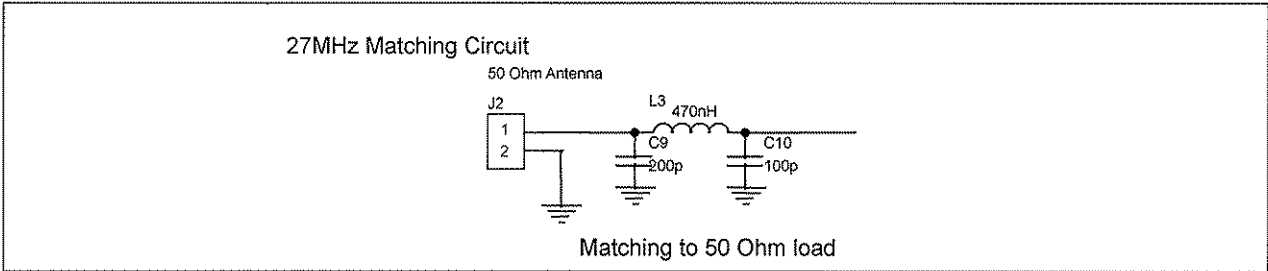 27MHz Matching Circuit
50 Ohm Antenna
J2
1
2
L3
470nH
C9
200p
C10
100p
Matching to 50 Ohm load